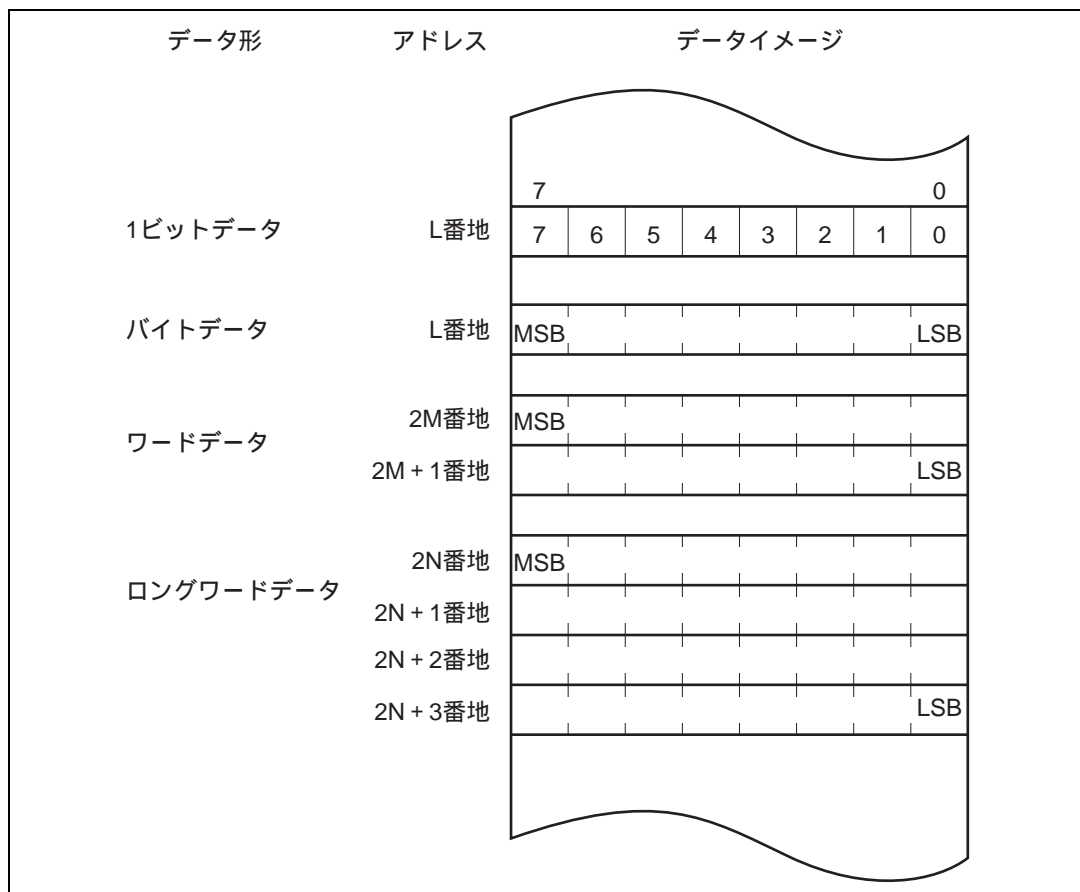 データ形 アドレス データイメージ
7 0
1ビットデータ L番地 7 6 5 4 3 2 1 0
バイトデータ L番地 MSB LSB
ワードデータ
2M番地 MSB
2M + 1番地 LSB
ロングワードデータ
2N番地 MSB
2N + 1番地
2N + 2番地
2N + 3番地 LSB